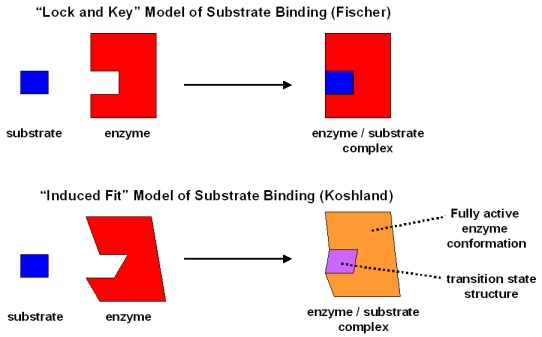 “Lock and Key” Model of Substrate Binding (Fischer)
substrate
enzyme
enzyme / substrate
complex
“Induced Fit” Model of Substrate Binding (Koshland)
Fully active
enzyme
conformation
transition state
structure
substrate
enzyme
enzyme / substrate
complex